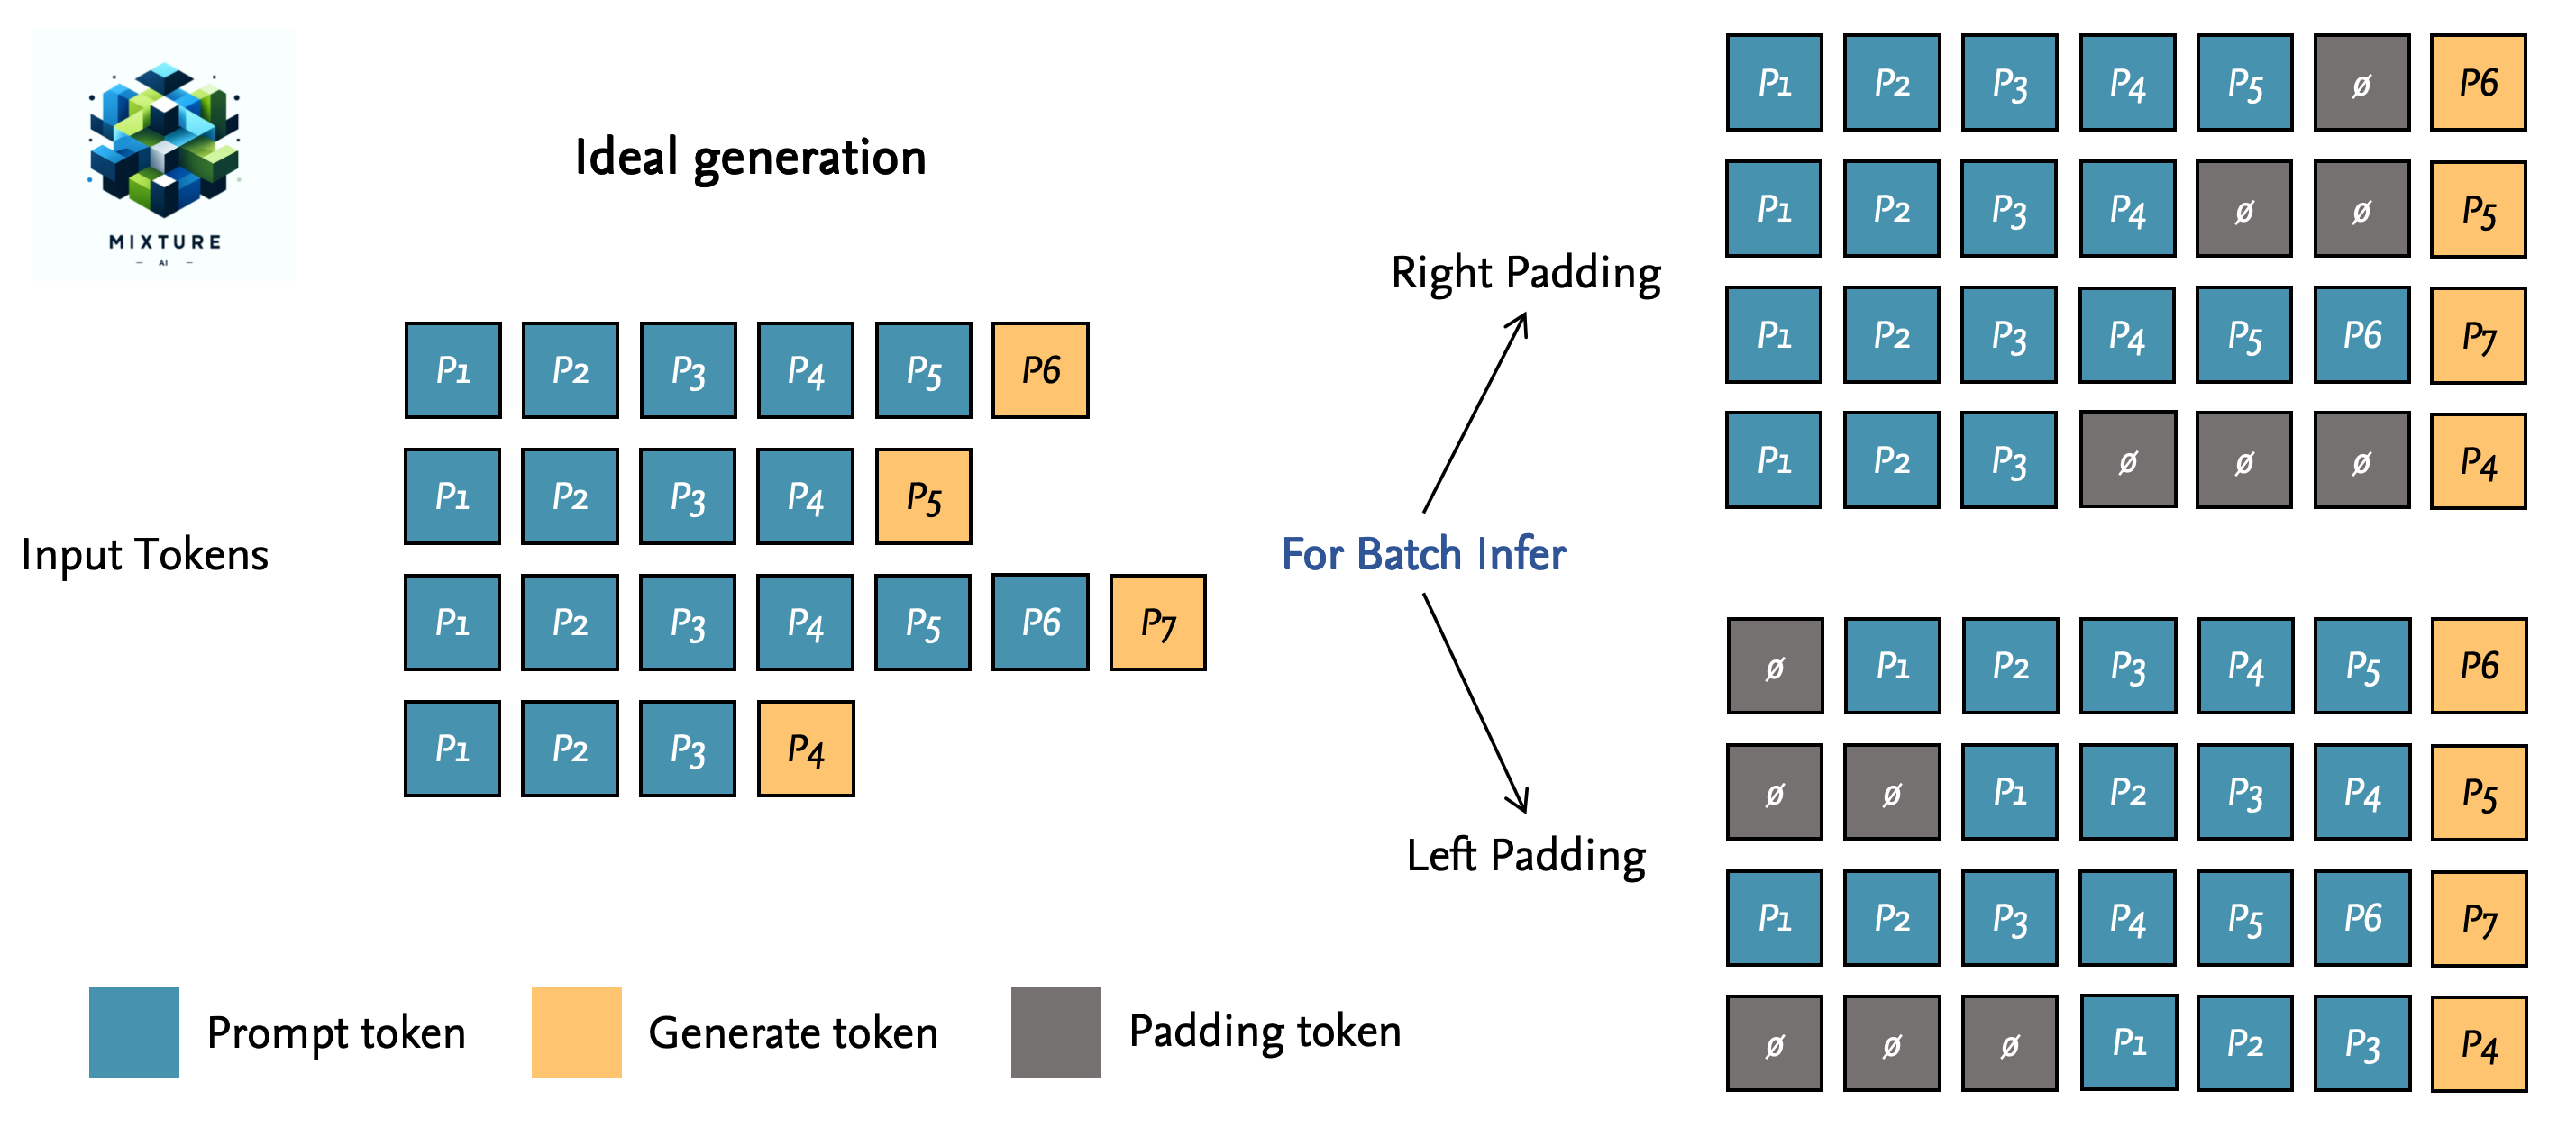 MIXTURE
– AI –
Ideal generation
Input Tokens
P1 P2 P3 P4 P5 P6
P1 P2 P3 P4 P5
P1 P2 P3 P4 P5 P6 P7
P1 P2 P3 P4
For Batch Infer
Right Padding
P1 P2 P3 P4 P5 ø P6
P1 P2 P3 P4 ø ø P5
P1 P2 P3 P4 P5 P6 P7
P1 P2 P3 ø ø ø P4
Left Padding
ø P1 P2 P3 P4 P5 P6
ø ø P1 P2 P3 P4 P5
P1 P2 P3 P4 P5 P6 P7
ø ø ø P1 P2 P3 P4
Prompt token
Generate token
Padding token